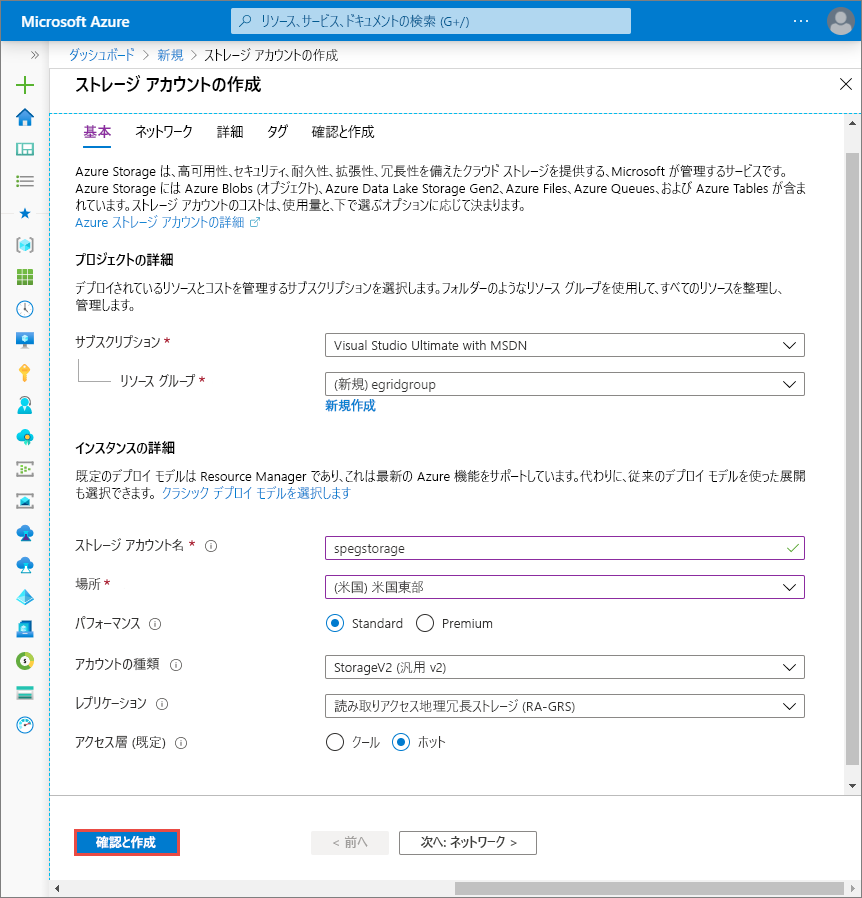 Microsoft Azure
リソース、サービス、ドキュメントの検索 (G+/)
ダッシュボード > 新規 > ストレージ アカウントの作成
ストレージ アカウントの作成
基本 ネットワーク 詳細 タグ 確認と作成
Azure Storage は、高可用性、セキュリティ、耐久性、拡張性、冗長性を備えたクラウド ストレージを提供する、Microsoft が管理するサービスです。
Azure Storage には Azure Blobs (オブジェクト)、Azure Data Lake Storage Gen2、Azure Files、Azure Queues、および Azure Tables が含ま
れています。ストレージ アカウントのコストは、使用量と、下で選ぶオプションに応じて決まります。
Azure ストレージ アカウントの詳細
プロジェクトの詳細
デプロイされているリソースとコストを管理するサブスクリプションを選択します。フォルダーのようなリソース グループを使用して、すべてのリソースを整理し、
管理します。
サブスクリプション *
Visual Studio Ultimate with MSDN
リソース グループ *
(新規) egridgroup
新規作成
インスタンスの詳細
既定のデプロイ モデルは Resource Manager であり、これは最新の Azure 機能をサポートしています。代わりに、従来のデプロイ モデルを使った展開
も選択できます。 クラシック デプロイ モデルを選択します
ストレージ アカウント名 *
spegstorage
場所 *
(米国) 米国東部
パフォーマンス
Standard Premium
アカウントの種類
StorageV2 (汎用 v2)
レプリケーション
読み取りアクセス地理冗長ストレージ (RA-GRS)
アクセス層 (既定)
クール ホット
確認と作成
< 前へ
次へ: ネットワーク >